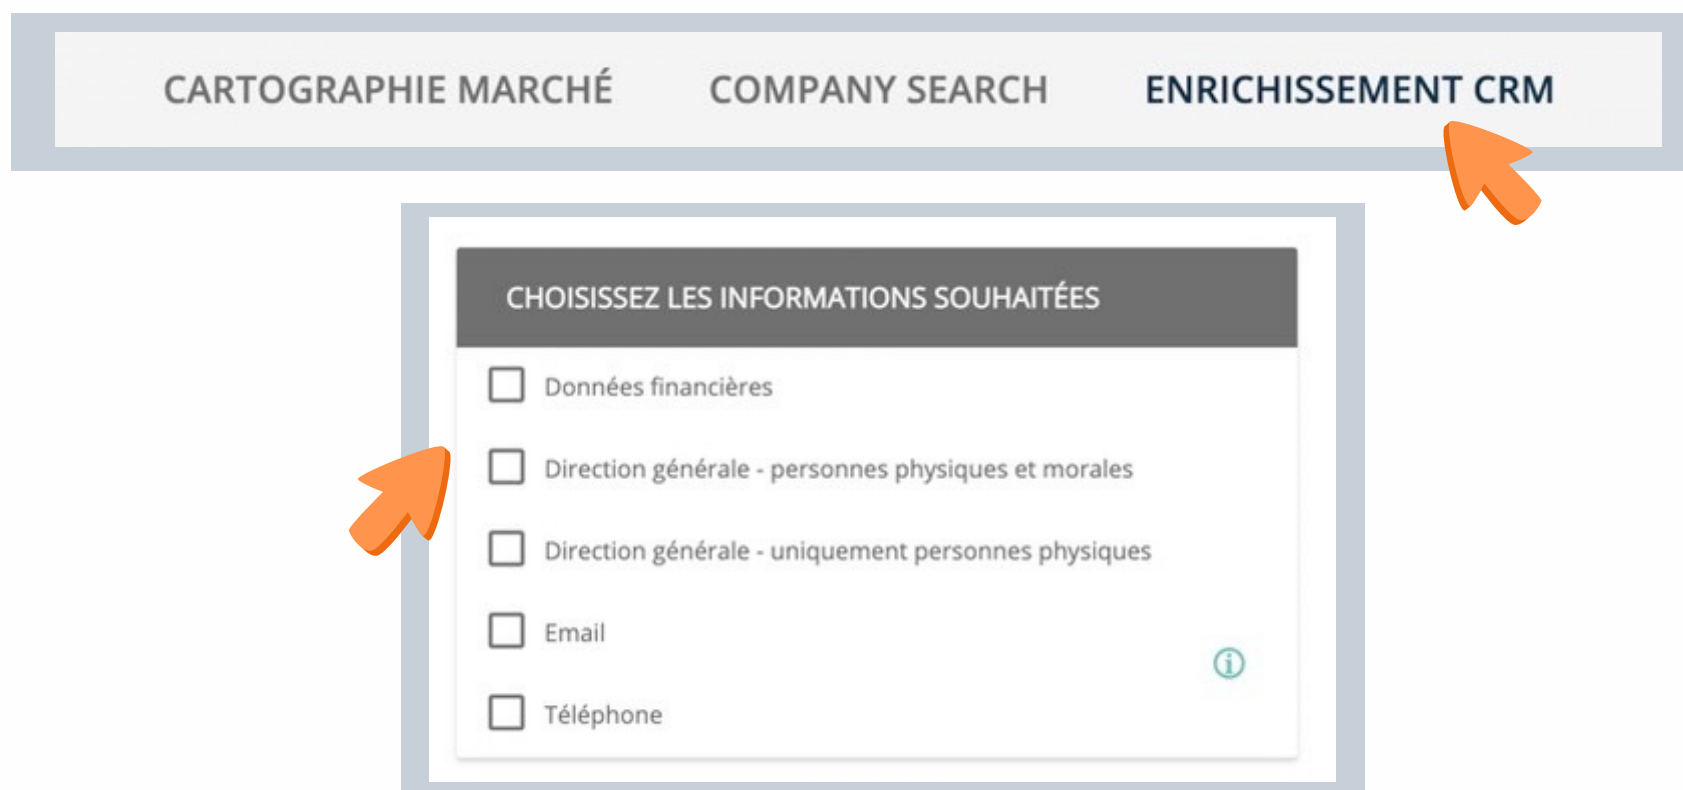 CARTOGRAPHIE MARCHÉ COMPANY SEARCH ENRICHISSEMENT CRM
CHOISISSEZ LES INFORMATIONS SOUHAITÉES
Données financières
Direction générale - personnes physiques et morales
Direction générale - uniquement personnes physiques
Email
Téléphone